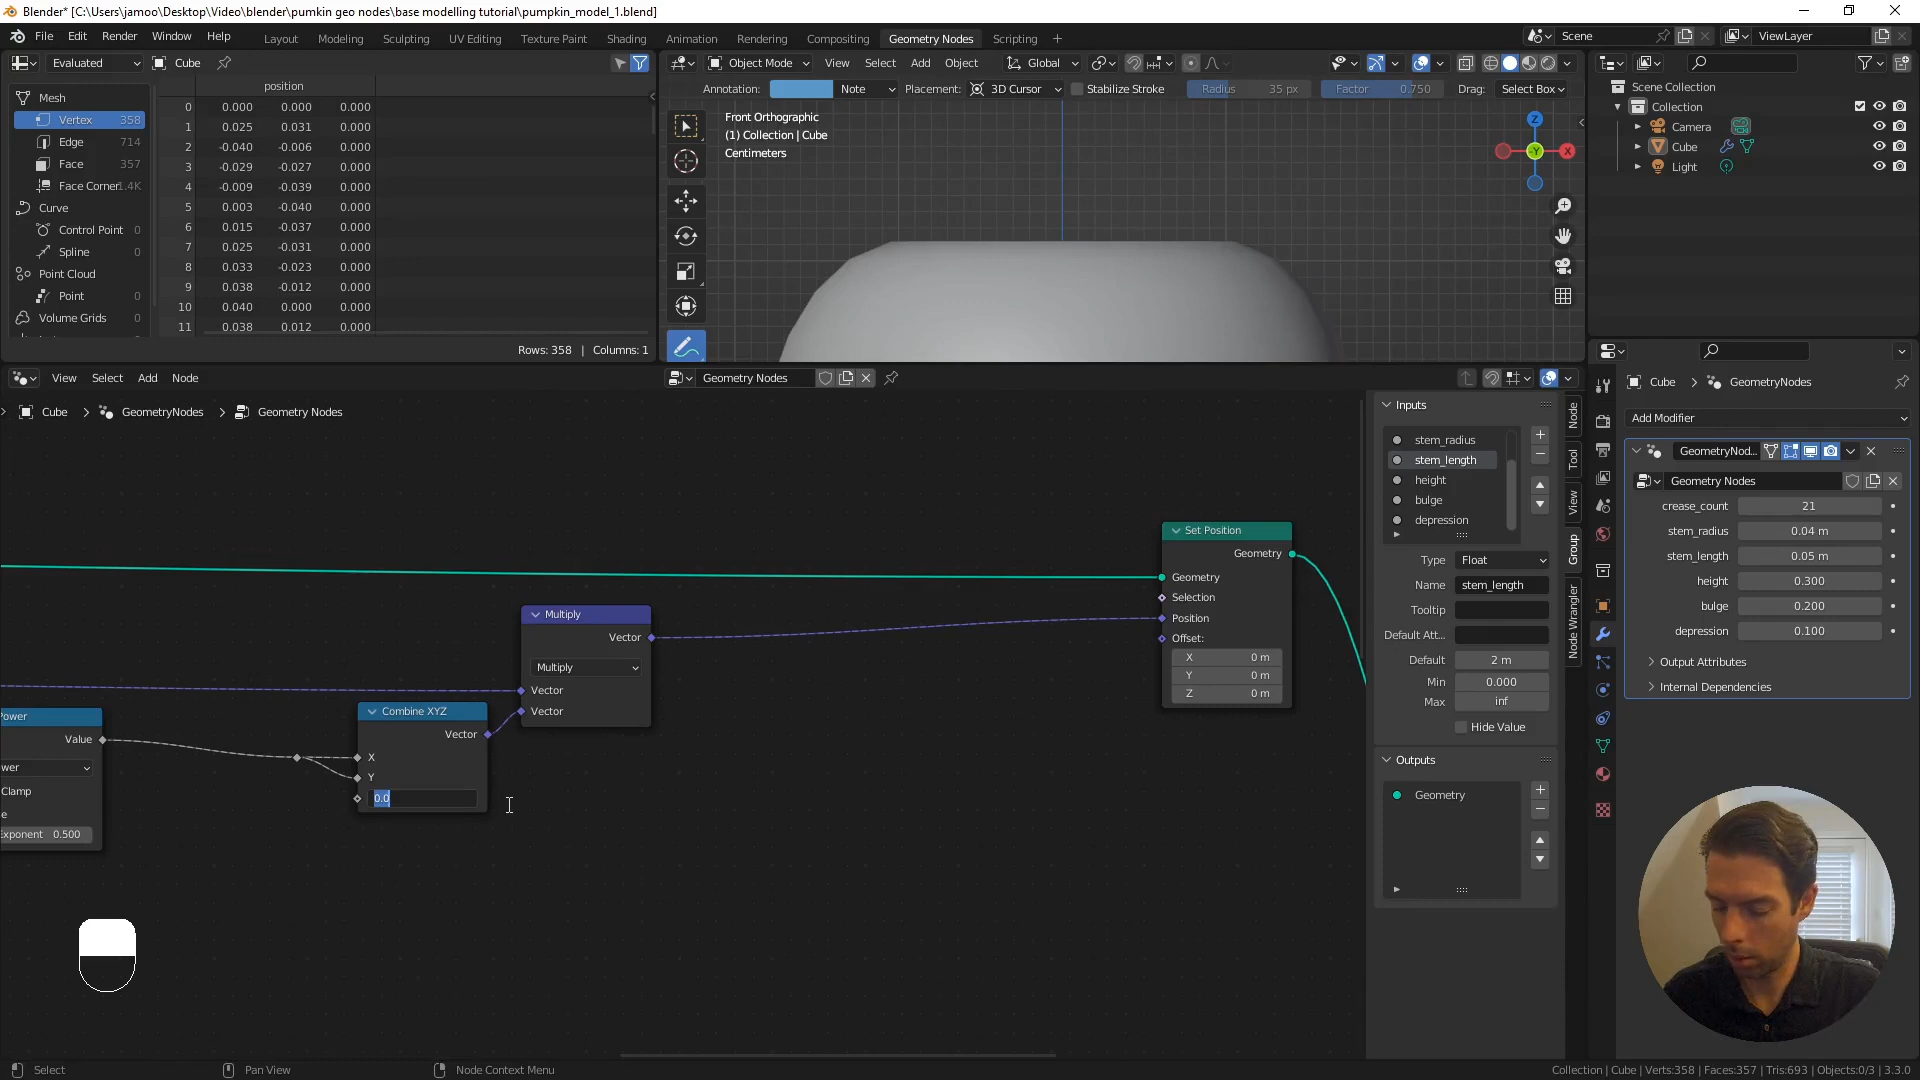 Blender* [C:\Users\jamoo\Desktop\Video\blender\pumkin geo nodes\base modelling tutorial\pumpkin_model_1.blend]
File Edit Render Window Help
Layout Modeling Sculpting UV Editing Texture Paint Shading Animation Rendering Compositing Geometry Nodes Scripting +
Scene
ViewLayer
Evaluated
Cube
Object Mode View Select Add Object Global
Annotation: Note Placement: 3D Cursor Stabilize Stroke Radius 35 px Factor 0.750 Drag: Select Box
position
Mesh
Vertex 358
Edge 714
Face 357
Face Corner 1.4K
Curve
Control Point 0
Spline 0
Point Cloud
Point 0
Volume Grids 0
0 0.000 0.000 0.000
1 0.025 0.031 0.000
2 -0.040 -0.006 0.000
3 -0.029 -0.027 0.000
4 -0.009 -0.039 0.000
5 0.003 -0.040 0.000
6 0.015 -0.037 0.000
7 0.025 -0.031 0.000
8 0.033 -0.023 0.000
9 0.038 -0.012 0.000
10 0.040 0.000 0.000
11 0.038 0.012 0.000
Rows: 358 | Columns: 1
Front Orthographic
(1) Collection | Cube
Centimeters
Z
X
-Y
Scene Collection
Collection
Camera
Cube
Light
View Select Add Node
Geometry Nodes
Cube > GeometryNodes > Geometry Nodes
Power
Value
wer
Clamp
e
Exponent 0.500
Combine XYZ
Vector
X
Y
0.0
Multiply
Vector
Multiply
Vector
Vector
Set Position
Geometry
Geometry
Selection
Position
Offset:
X 0 m
Y 0 m
Z 0 m
Inputs
stem_radius
stem_length
height
bulge
depression
Type Float
Name stem_length
Tooltip
Default Att...
Default 2 m
Min 0.000
Max inf
Hide Value
Outputs
Geometry
Node
Tool
View
Group
Node Wrangler
Cube > GeometryNodes
Add Modifier
GeometryNod...
Geometry Nodes
crease_count 21
stem_radius 0.04 m
stem_length 0.05 m
height 0.300
bulge 0.200
depression 0.100
Output Attributes
Internal Dependencies
Select
Pan View
Node Context Menu
Collection | Cube | Verts:358 | Faces:357 | Tris:693 | Objects:0/3 | 3.3.0